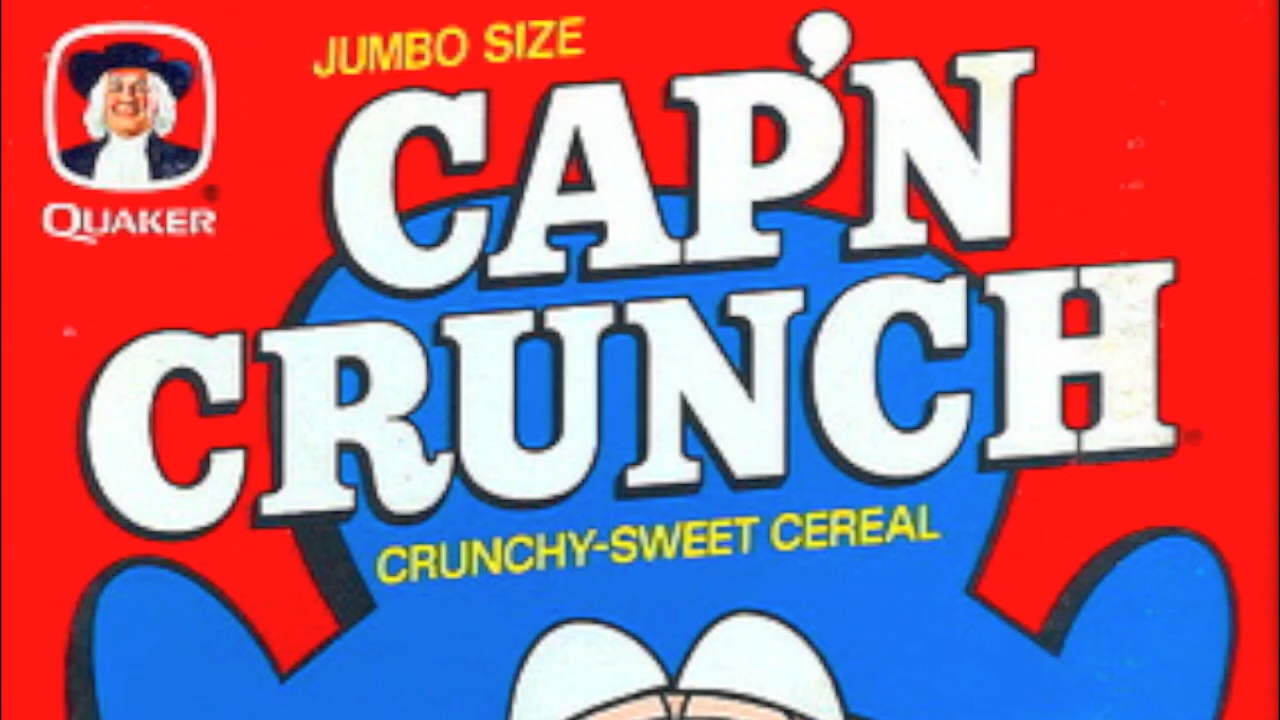 JUMBO SIZE
CAP'N
CRUNCH
QUAKER®
CRUNCHY-SWEET CEREAL